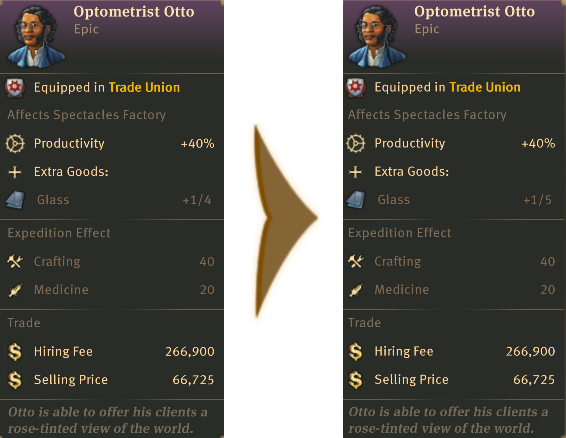 Optometrist Otto
Epic
Equipped in Trade Union
Affects Spectacles Factory
Productivity +40%
Extra Goods:
Glass +1/4
Expedition Effect
Crafting 40
Medicine 20
Trade
Hiring Fee 266,900
Selling Price 66,725
Otto is able to offer his clients a
rose-tinted view of the world.
Optometrist Otto
Epic
Equipped in Trade Union
Affects Spectacles Factory
Productivity +40%
Extra Goods:
Glass +1/5
Expedition Effect
Crafting 40
Medicine 20
Trade
Hiring Fee 266,900
Selling Price 66,725
Otto is able to offer his clients a
rose-tinted view of the world.